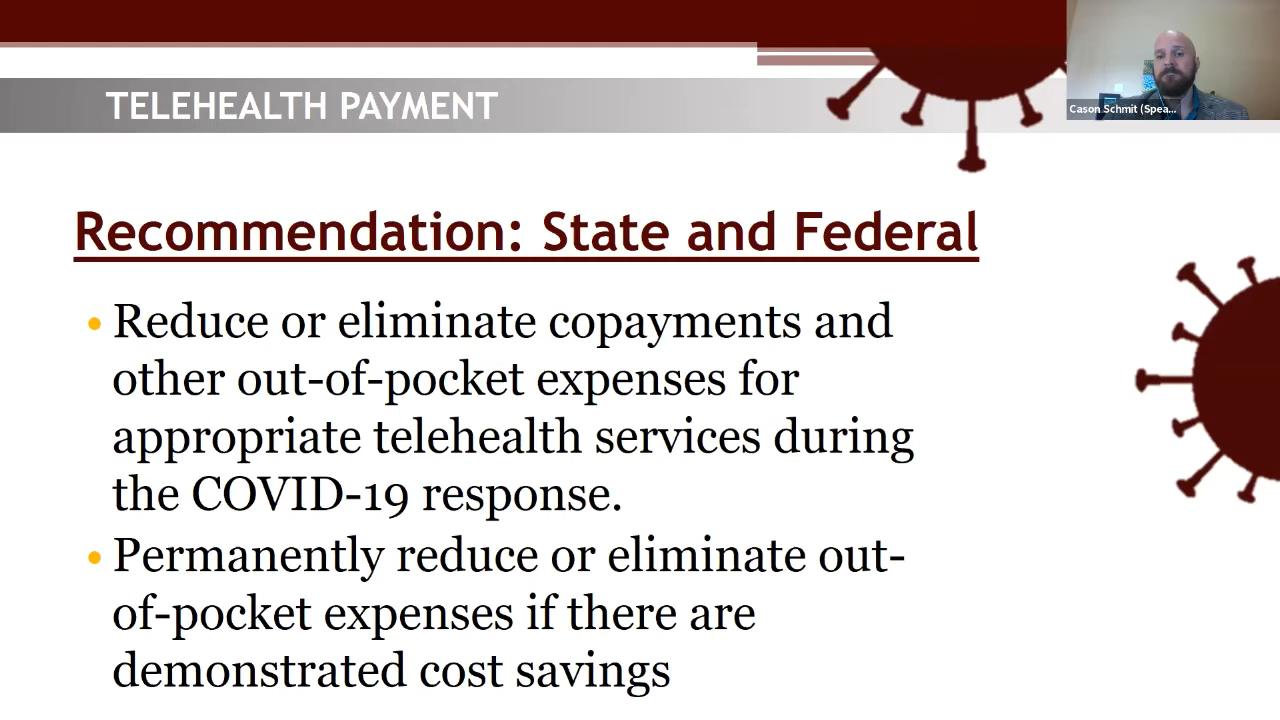 TELEHEALTH PAYMENT
Cason Schmit (Spea...
Recommendation: State and Federal
• Reduce or eliminate copayments and
other out-of-pocket expenses for
appropriate telehealth services during
the COVID-19 response.
• Permanently reduce or eliminate out-
of-pocket expenses if there are
demonstrated cost savings